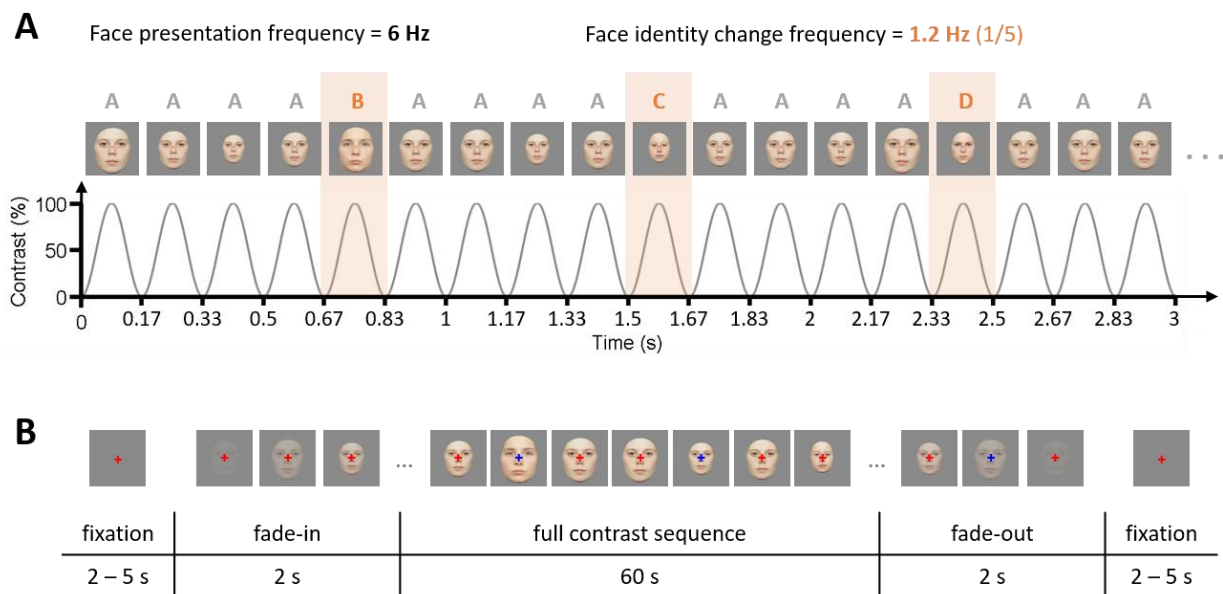 A
Face presentation frequency = 6 Hz
Face identity change frequency = 1.2 Hz (1/5)
A A A A B A A A A C A A A A D A A A
. . . .
Contrast (%)
100
50
0
0 0.17 0.33 0.5 0.67 0.83 1 1.17 1.33 1.5 1.67 1.83 2 2.17 2.33 2.5 2.67 2.83 3
Time (s)
B
... ...
fixation fade-in full contrast sequence fade-out fixation
2 – 5 s 2 s 60 s 2 s 2 – 5 s